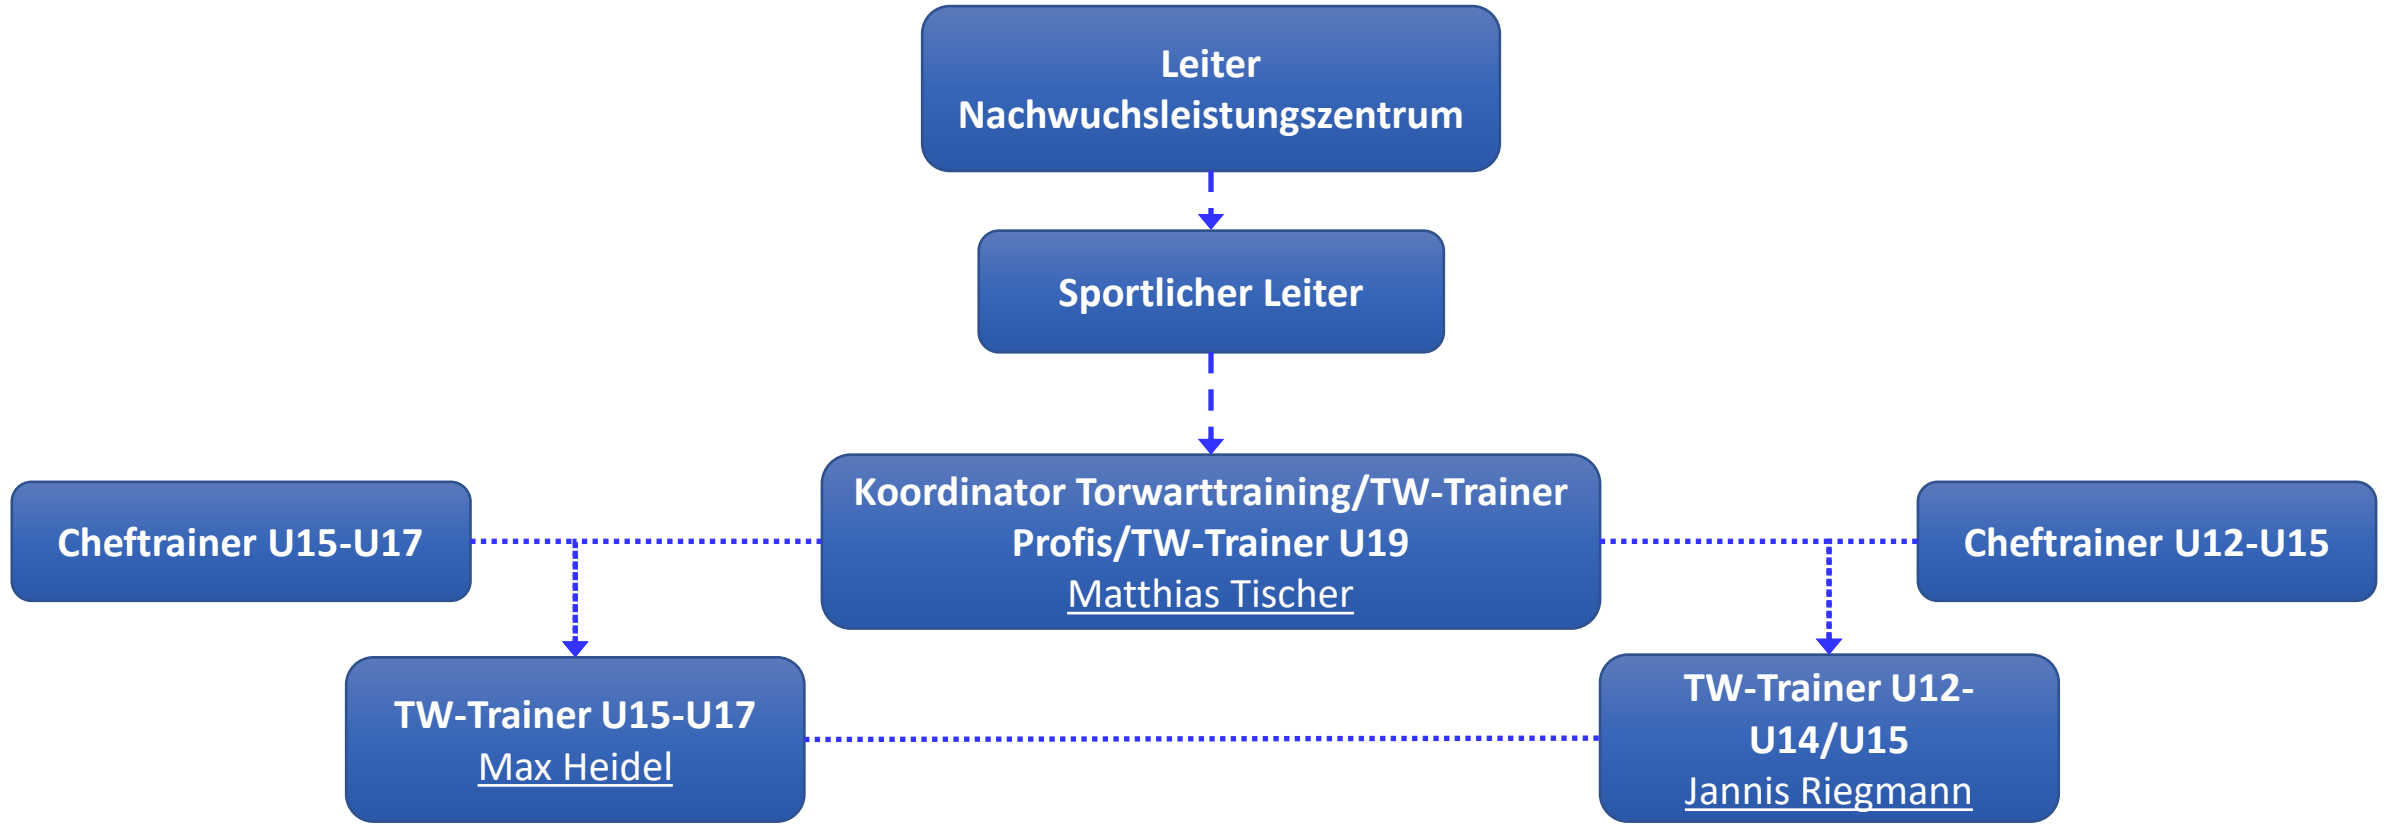 Leiter
Nachwuchsleistungszentrum
Sportlicher Leiter
Koordinator Torwarttraining/TW-Trainer
Profis/TW-Trainer U19
Matthias Tischer
Cheftrainer U15-U17
Cheftrainer U12-U15
TW-Trainer U15-U17
Max Heidel
TW-Trainer U12-
U14/U15
Jannis Riegmann